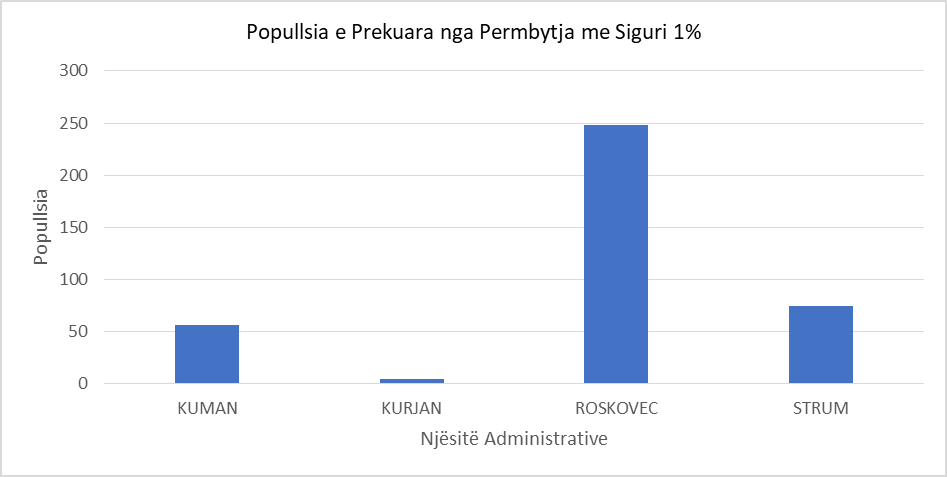 Popullsia e Prekuara nga Permbytja me Siguri 1%
300
250
200
150
100
50
0
Popullsia
KUMAN KURJAN ROSKOVEC STRUM
Njësitë Administrative